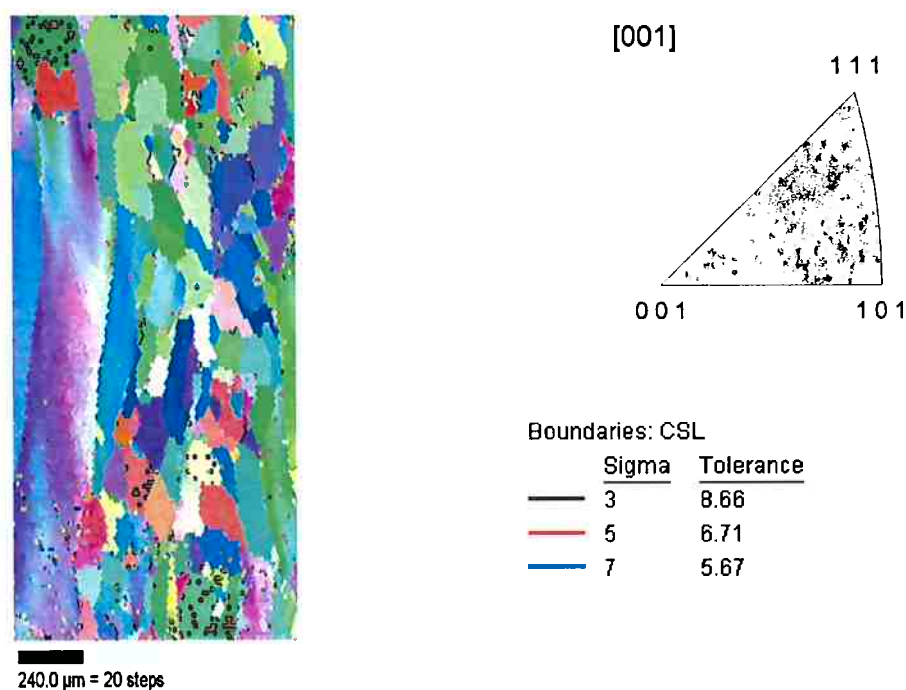 [001]
1 1 1
0 0 1
1 0 1
Boundaries: CSL
Sigma Tolerance
3 8.66
5 6.71
7 5.67
240.0 µm = 20 steps